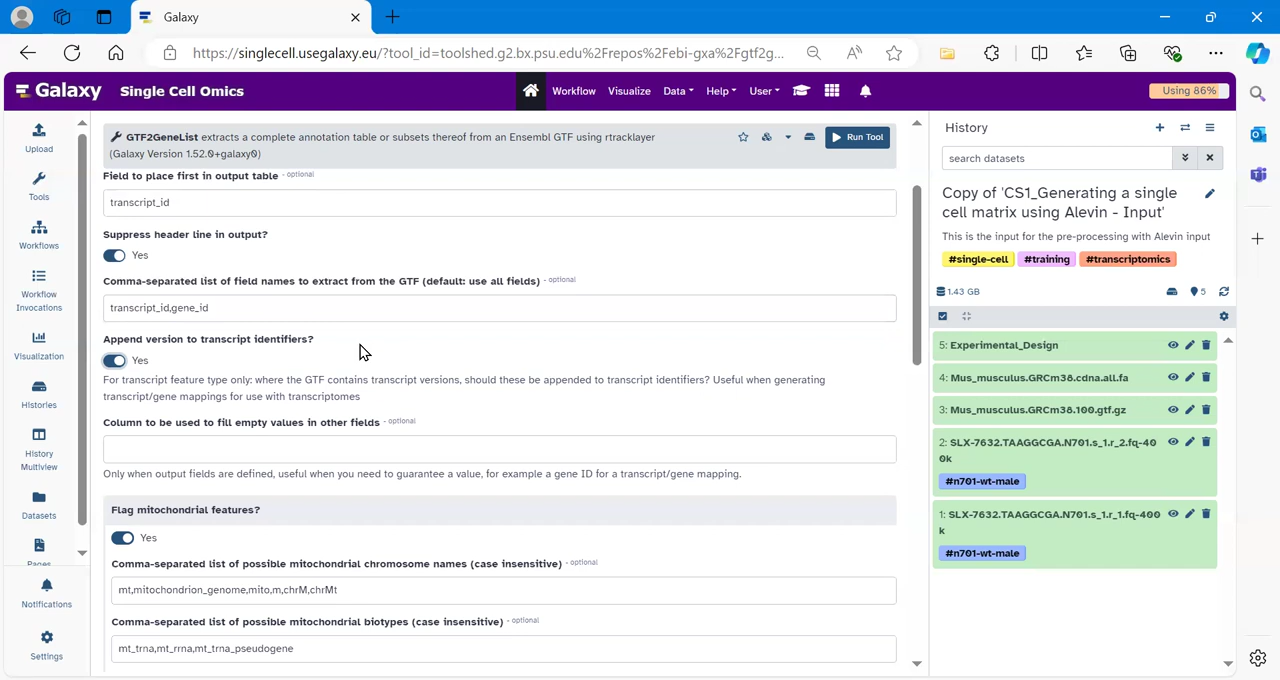 Galaxy
https://singlecell.usegalaxy.eu/?tool_id=toolshed.g2.bx.psu.edu%2Frepos%2Febi-gxa%2Fgtf2g...
Galaxy Single Cell Omics
Workflow Visualize Data Help User
Using 86%
Upload
Tools
Workflows
Workflow
Invocations
Visualization
Histories
History
Multiview
Datasets
Pages
Notifications
Settings
GTF2GeneList extracts a complete annotation table or subsets thereof from an Ensembl GTF using rtracklayer
(Galaxy Version 1.52.0+galaxy0)
Run Tool
Field to place first in output table - optional
transcript_id
Suppress header line in output?
Yes
Comma-separated list of field names to extract from the GTF (default: use all fields) - optional
transcript_id,gene_id
Append version to transcript identifiers?
Yes
For transcript feature type only: where the GTF contains transcript versions, should these be appended to transcript identifiers? Useful when generating
transcript/gene mappings for use with transcriptomes
Column to be used to fill empty values in other fields - optional
Only when output fields are defined, useful when you need to guarantee a value, for example a gene ID for a transcript/gene mapping.
Flag mitochondrial features?
Yes
Comma-separated list of possible mitochondrial chromosome names (case insensitive) - optional
mt,mitochondrion_genome,mito,m,chrM,chrMt
Comma-separated list of possible mitochondrial biotypes (case insensitive) - optional
mt_trna,mt_rrna,mt_trna_pseudogene
History
search datasets
Copy of 'CS1_Generating a single
cell matrix using Alevin - Input'
This is the input for the pre-processing with Alevin input
#single-cell #training #transcriptomics
1.43 GB
5
5: Experimental_Design
4: Mus_musculus.GRCm38.cdna.all.fa
3: Mus_musculus.GRCm38.100.gtf.gz
2: SLX-7632.TAAGGCGA.N701.s_1.r_2.fq-40
0k
#n701-wt-male
1: SLX-7632.TAAGGCGA.N701.s_1.r_1.fq-400
k
#n701-wt-male